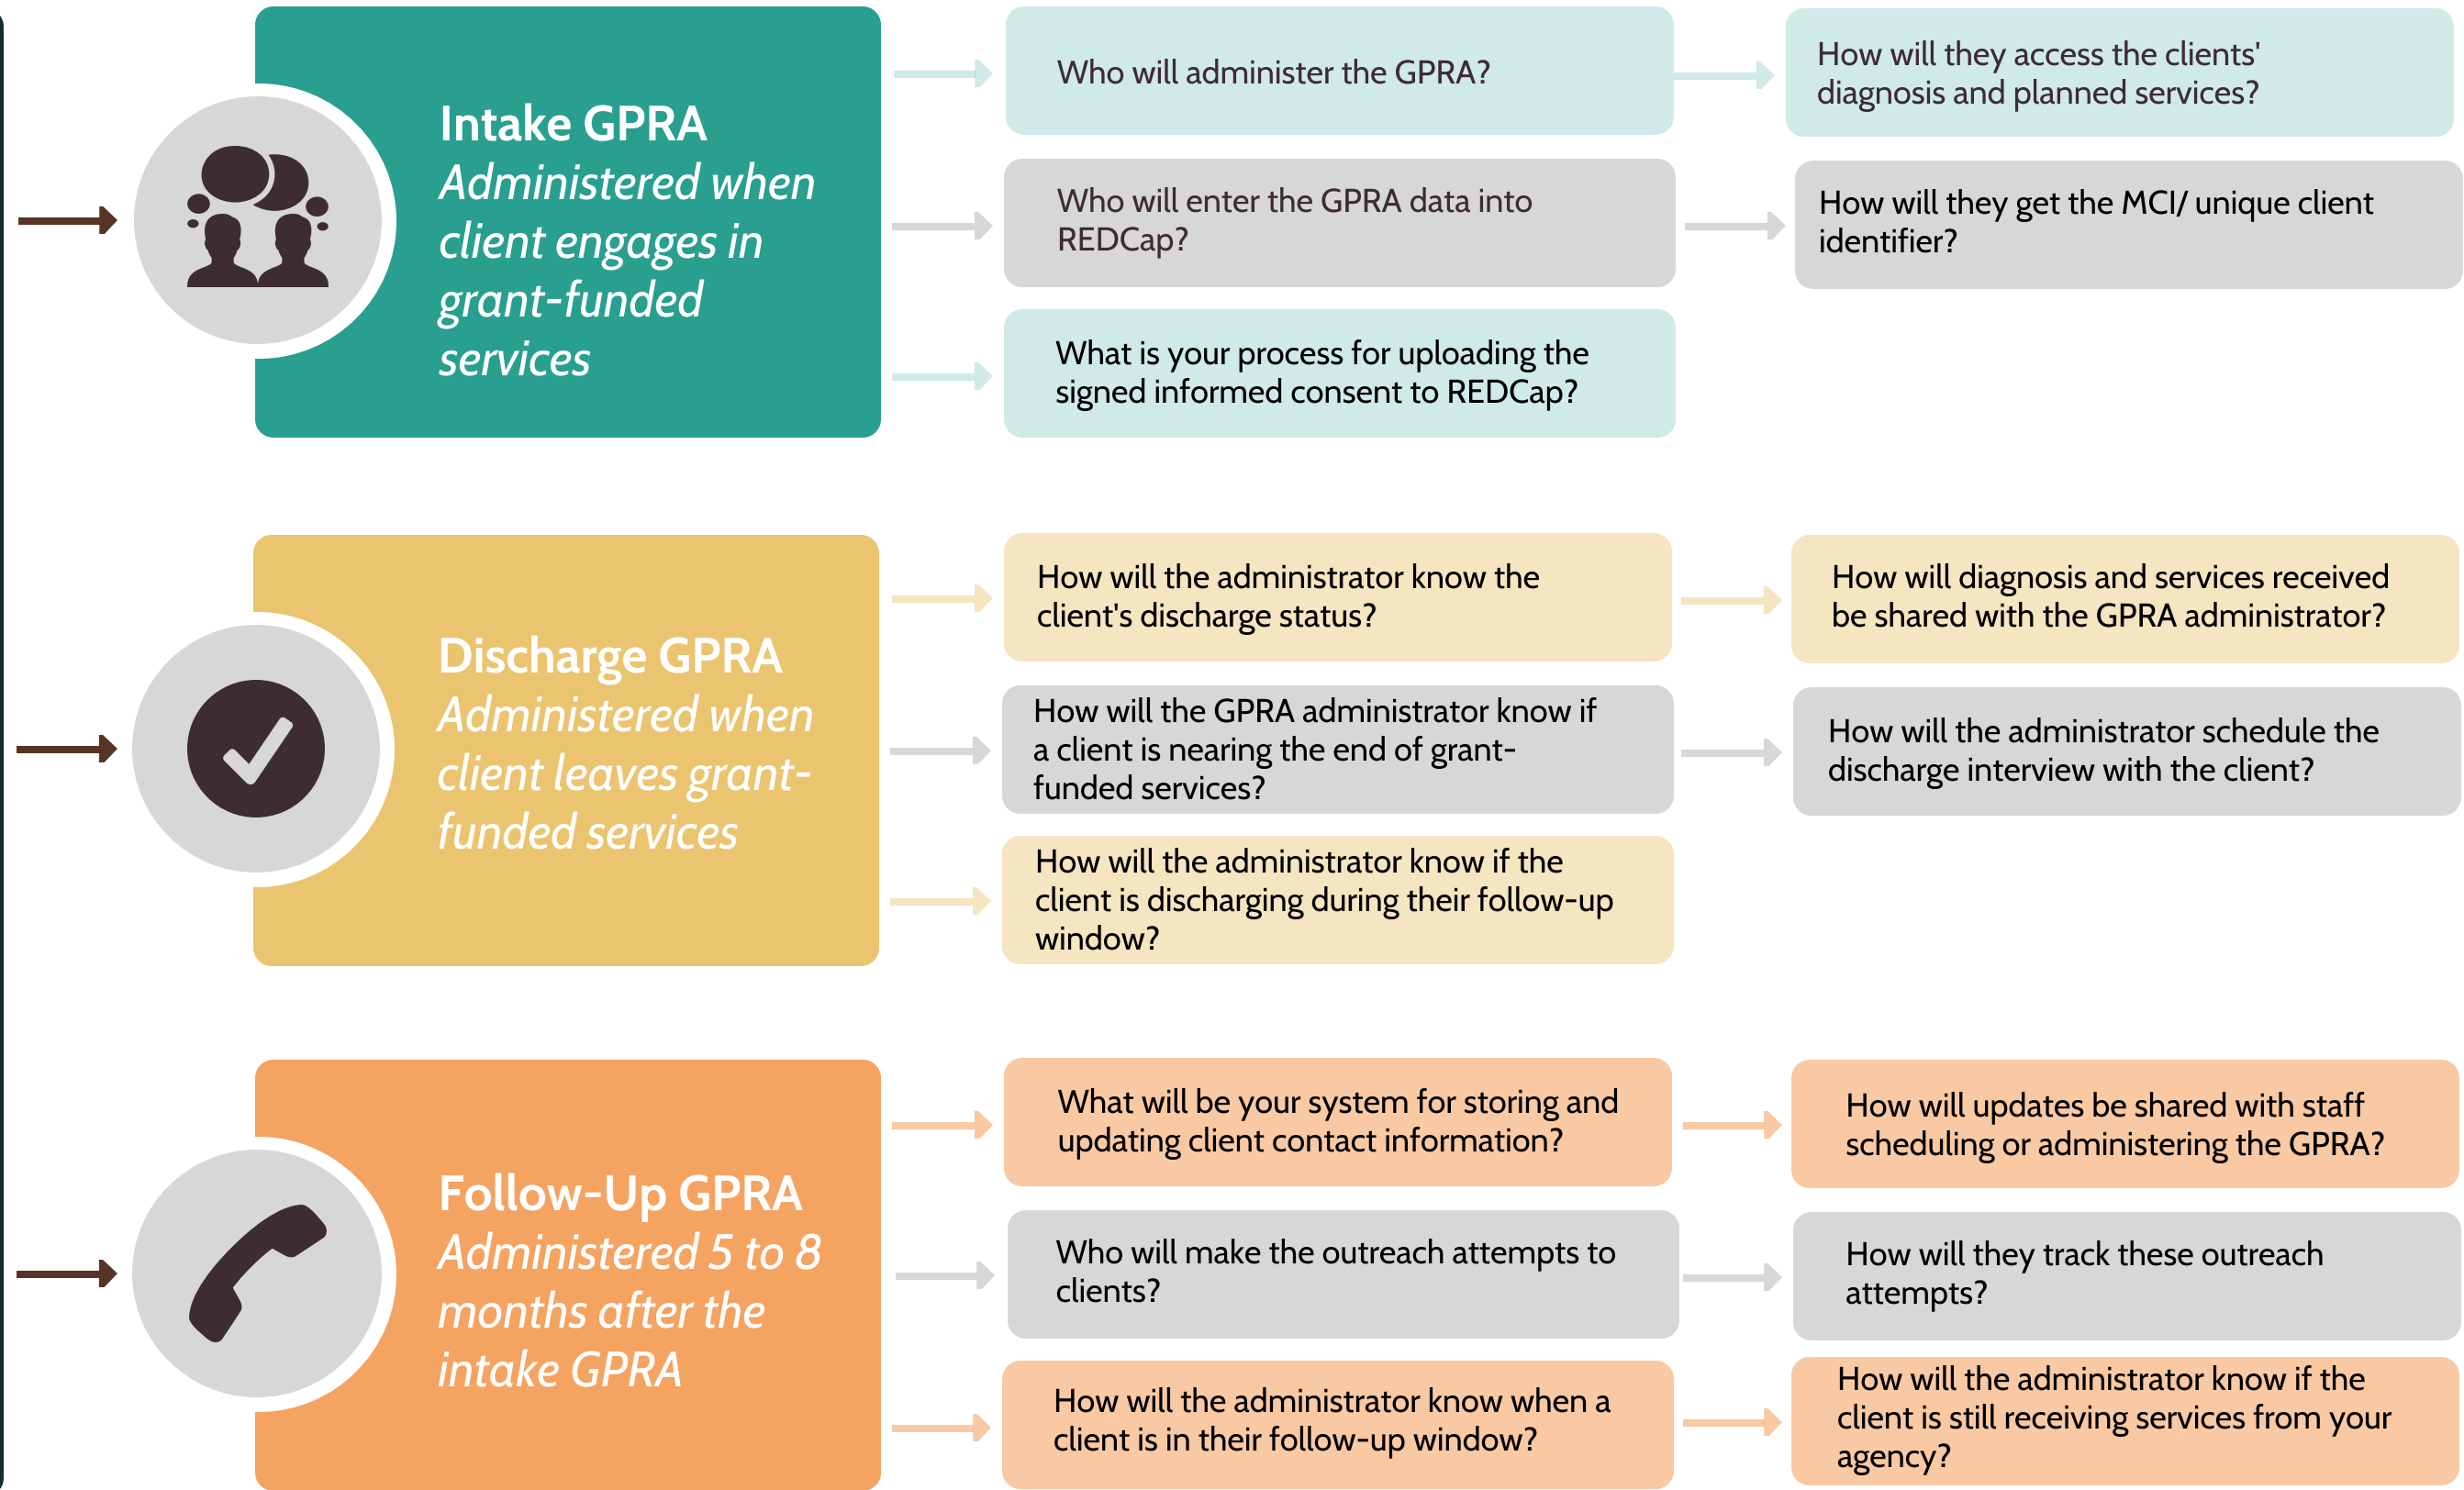 Intake GPRA
Administered when
client engages in
grant-funded
services
Who will administer the GPRA?
How will they access the clients'
diagnosis and planned services?
Who will enter the GPRA data into
REDCap?
How will they get the MCI/ unique client
identifier?
What is your process for uploading the
signed informed consent to REDCap?
Discharge GPRA
Administered when
client leaves grant-
funded services
How will the administrator know the
client's discharge status?
How will diagnosis and services received
be shared with the GPRA administrator?
How will the GPRA administrator know if
a client is nearing the end of grant-
funded services?
How will the administrator schedule the
discharge interview with the client?
How will the administrator know if the
client is discharging during their follow-up
window?
Follow-Up GPRA
Administered 5 to 8
months after the
intake GPRA
What will be your system for storing and
updating client contact information?
How will updates be shared with staff
scheduling or administering the GPRA?
Who will make the outreach attempts to
clients?
How will they track these outreach
attempts?
How will the administrator know when a
client is in their follow-up window?
How will the administrator know if the
client is still receiving services from your
agency?